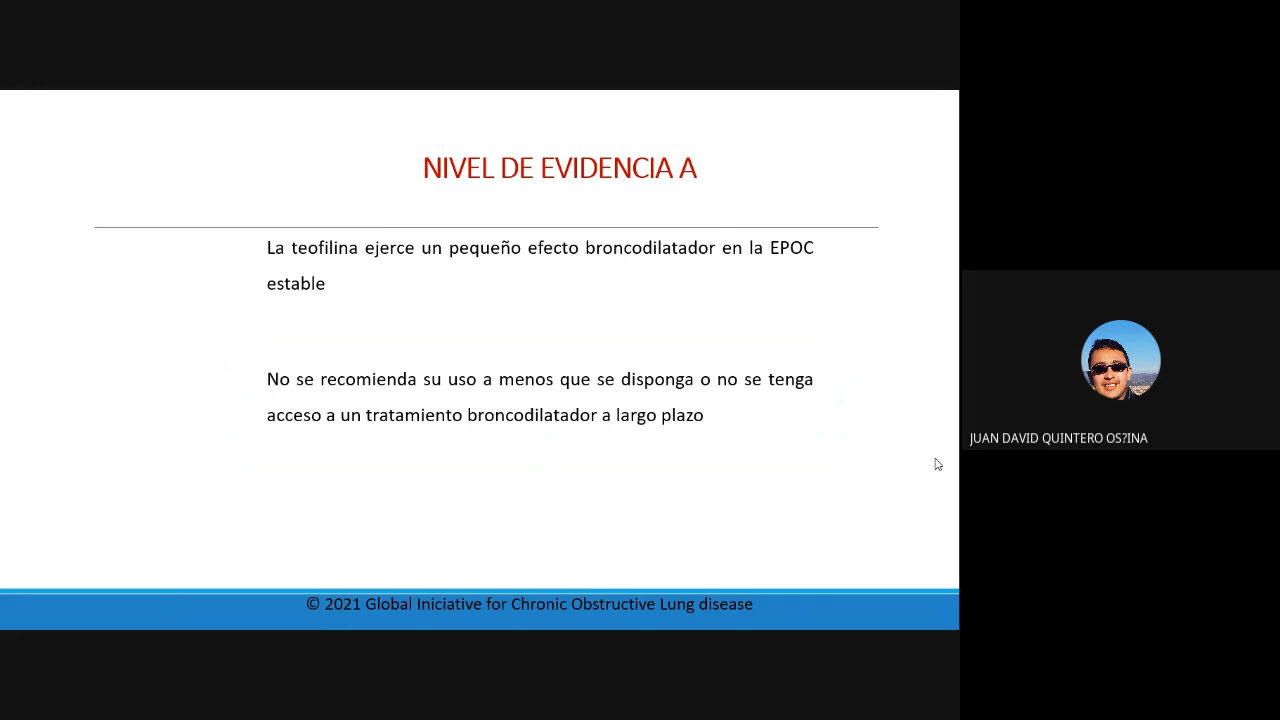 NIVEL DE EVIDENCIA A
La teofilina ejerce un pequeño efecto broncodilatador en la EPOC
estable
No se recomienda su uso a menos que se disponga o no se tenga
acceso a un tratamiento broncodilatador a largo plazo
JUAN DAVID QUINTERO OS?INA
© 2021 Global Iniciative for Chronic Obstructive Lung disease